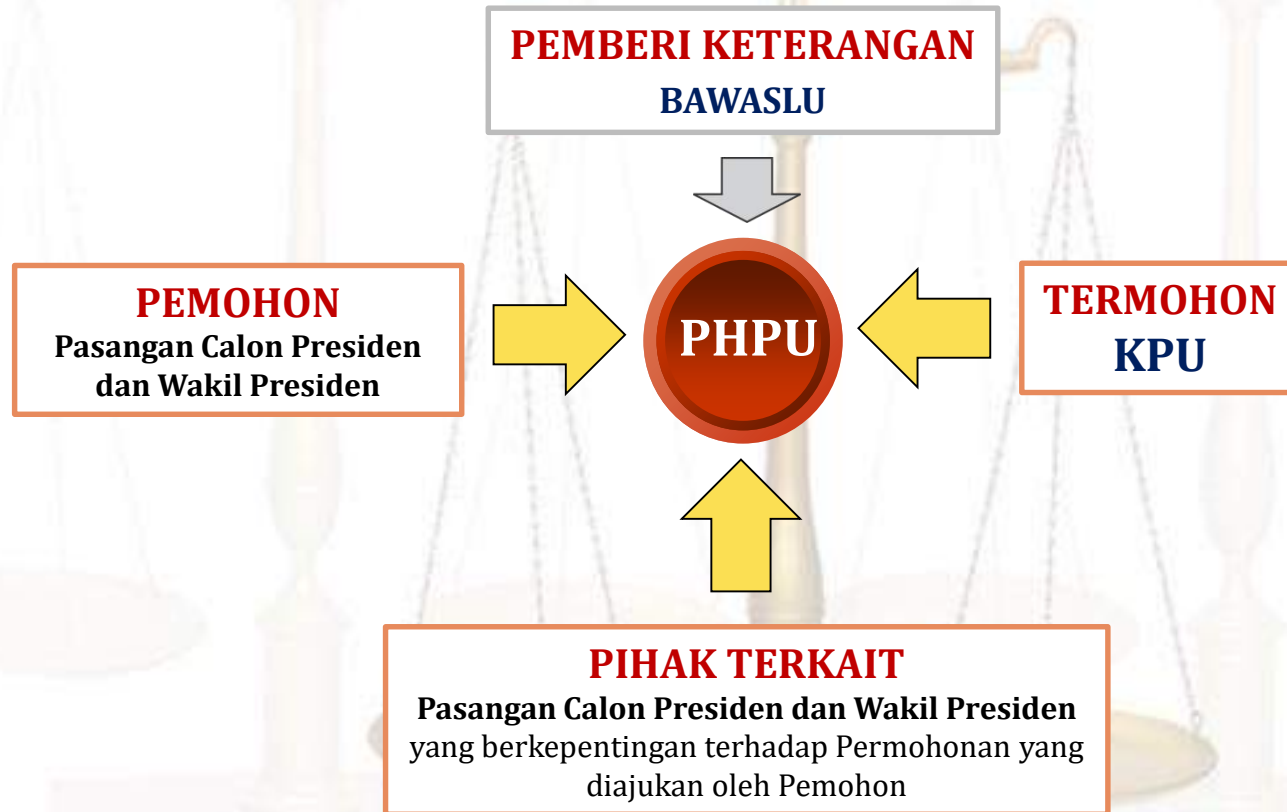 PEMBERI KETERANGAN
BAWASLU
PEMOHON
Pasangan Calon Presiden
dan Wakil Presiden
PHPU
TERMOHON
KPU
PIHAK TERKAIT
Pasangan Calon Presiden dan Wakil Presiden
yang berkepentingan terhadap Permohonan yang
diajukan oleh Pemohon